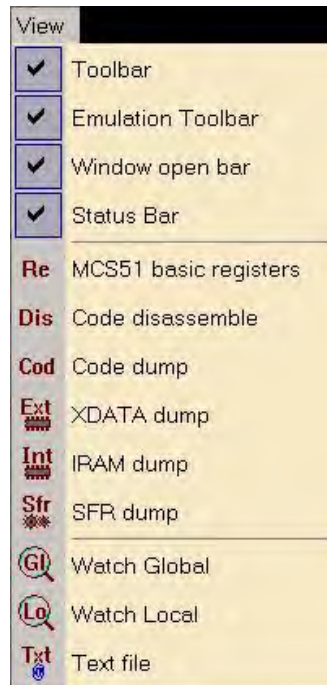 View
Toolbar
Emulation Toolbar
Window open bar
Status Bar
Re MCS51 basic registers
Dis Code disassemble
Cod Code dump
Ext XDATA dump
Int IRAM dump
Sfr SFR dump
Gl Watch Global
Lo Watch Local
Txt Text file